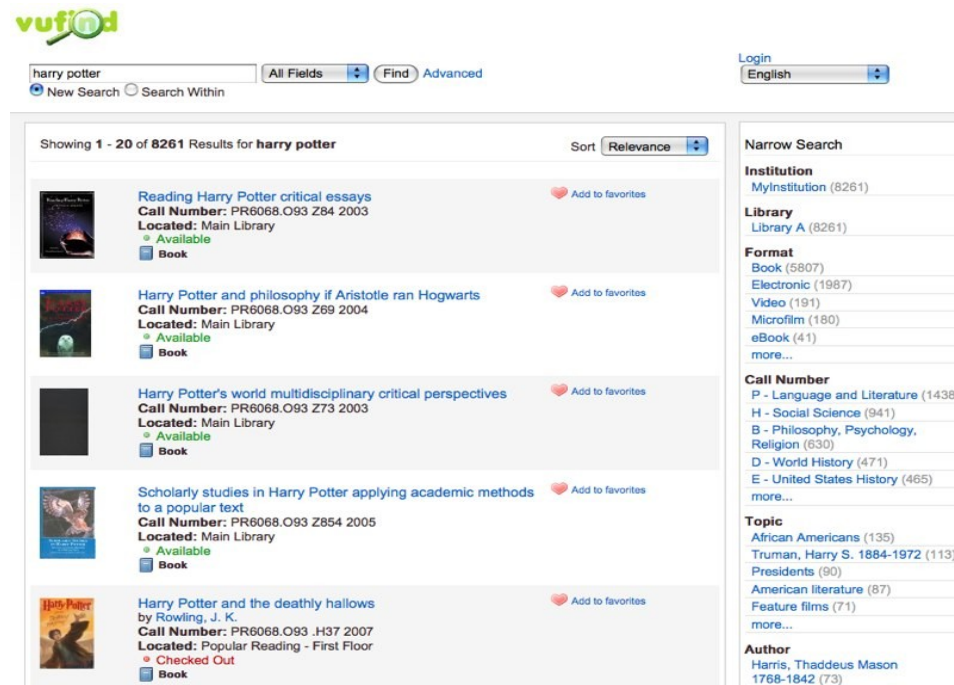 vufind
harry potter
All Fields
Find
Advanced
New Search
Search Within
Login
English
Showing 1 - 20 of 8261 Results for harry potter
Sort
Relevance
Reading Harry Potter critical essays
Call Number: PR6068.O93 Z84 2003
Located: Main Library
Available
Book
Add to favorites
Harry Potter and philosophy if Aristotle ran Hogwarts
Call Number: PR6068.O93 Z69 2004
Located: Main Library
Available
Book
Add to favorites
Harry Potter's world multidisciplinary critical perspectives
Call Number: PR6068.O93 Z73 2003
Located: Main Library
Available
Book
Add to favorites
Scholarly studies in Harry Potter applying academic methods
to a popular text
Call Number: PR6068.O93 Z854 2005
Located: Main Library
Available
Book
Add to favorites
Harry Potter
Harry Potter and the deathly hallows
by Rowling, J. K.
Call Number: PR6068.O93 .H37 2007
Located: Popular Reading - First Floor
Checked Out
Book
Add to favorites
Narrow Search
Institution
MyInstitution (8261)
Library
Library A (8261)
Format
Book (5807)
Electronic (1987)
Video (191)
Microfilm (180)
eBook (41)
more...
Call Number
P - Language and Literature (1438
H - Social Science (941)
B - Philosophy, Psychology,
Religion (630)
D - World History (471)
E - United States History (465)
more...
Topic
African Americans (135)
Truman, Harry S. 1884-1972 (113)
Presidents (90)
American literature (87)
Feature films (71)
more...
Author
Harris, Thaddeus Mason
1768-1842 (73)